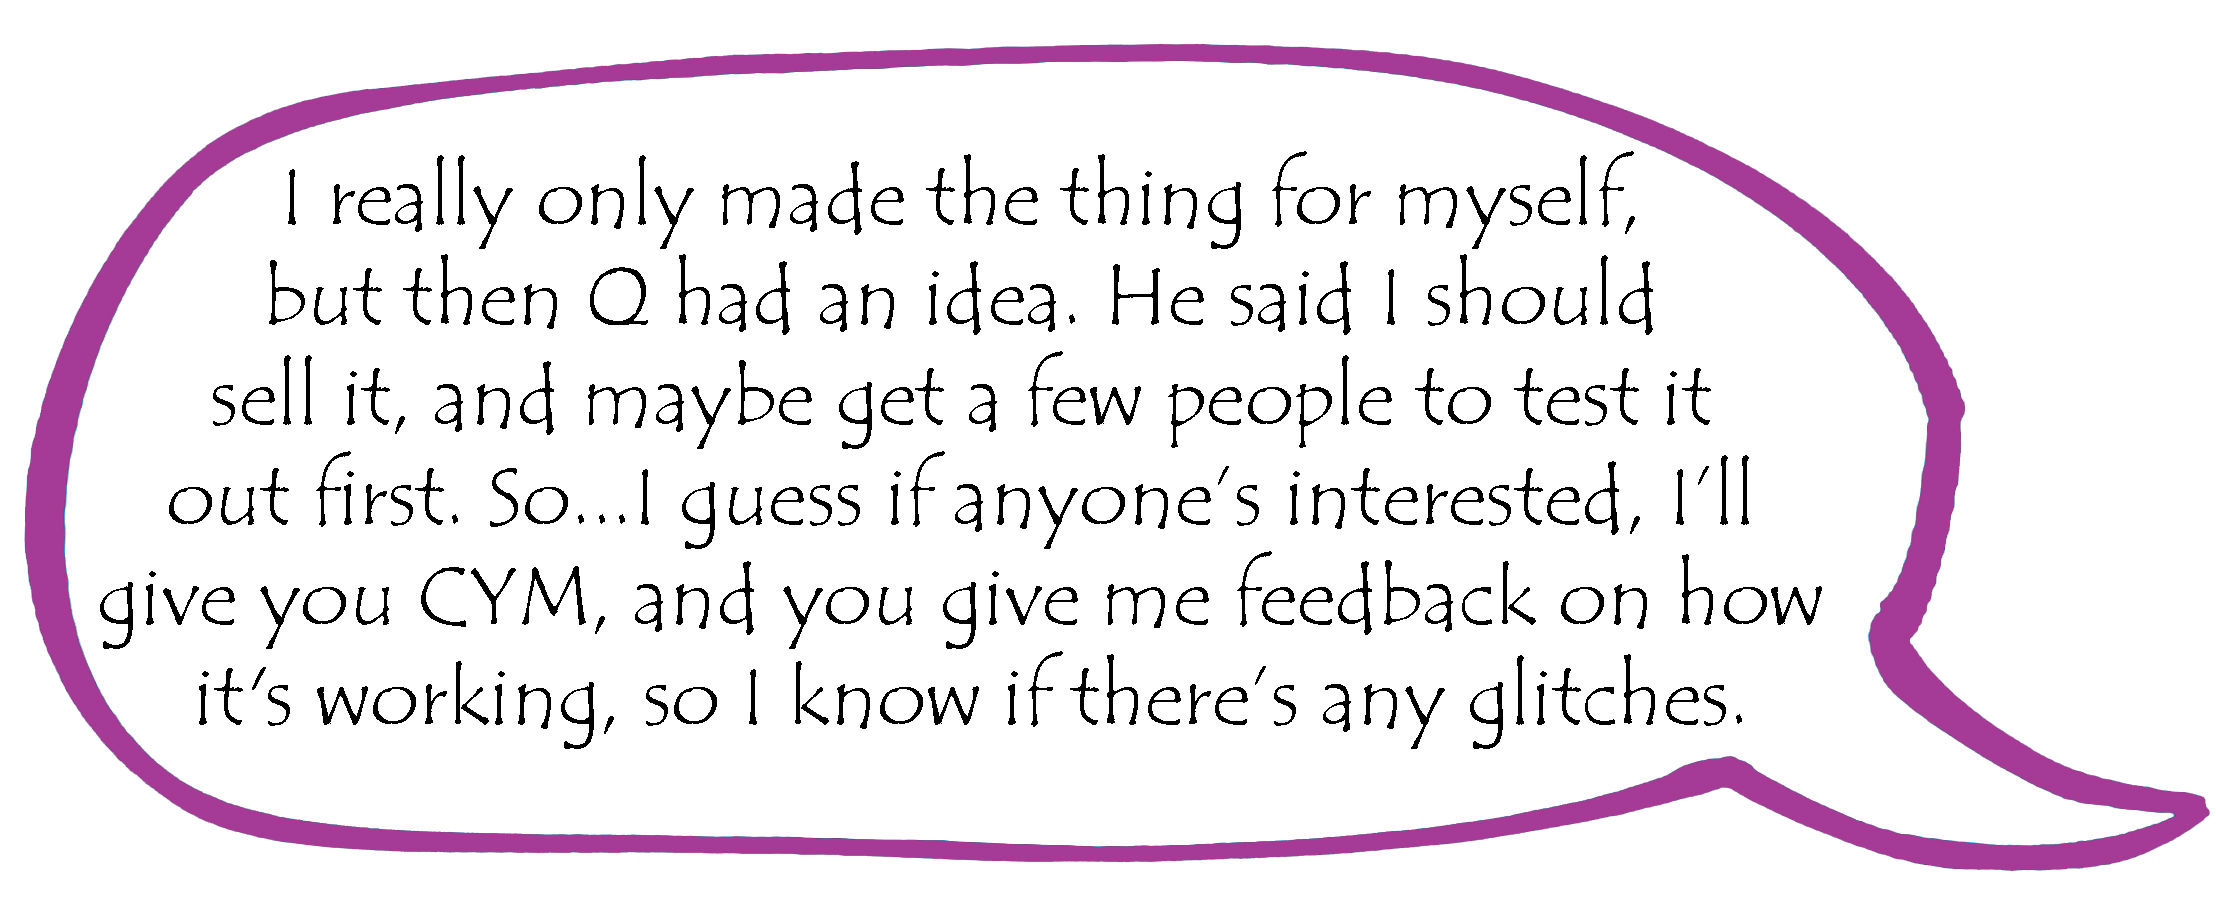 I really only made the thing for myself,
but then Q had an idea. He said I should
sell it, and maybe get a few people to test it
out first. So...I guess if anyone's interested, I'll
give you CYM, and you give me feedback on how
it's working, so I know if there's any glitches.